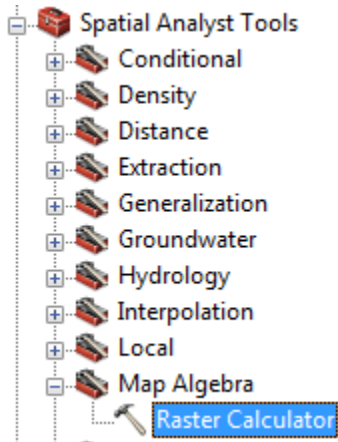 Spatial Analyst Tools
Conditional
Density
Distance
Extraction
Generalization
Groundwater
Hydrology
Interpolation
Local
Map Algebra
Raster Calculator